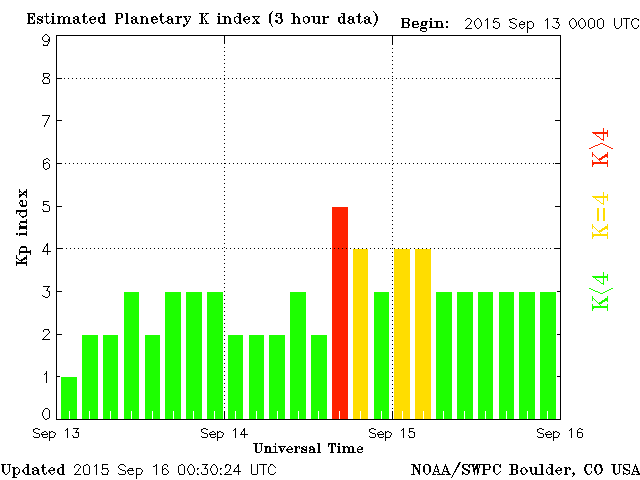 Estimated Planetary K index (3 hour data)
Begin: 2015 Sep 13 0000 UTC
9
8
7
6
5
4
3
2
1
0
Kp index
K>4
K=4
K<4
Sep 13
Sep 14
Sep 15
Sep 16
Universal Time
Updated 2015 Sep 16 00:30:24 UTC
NOAA/SWPC Boulder, CO USA